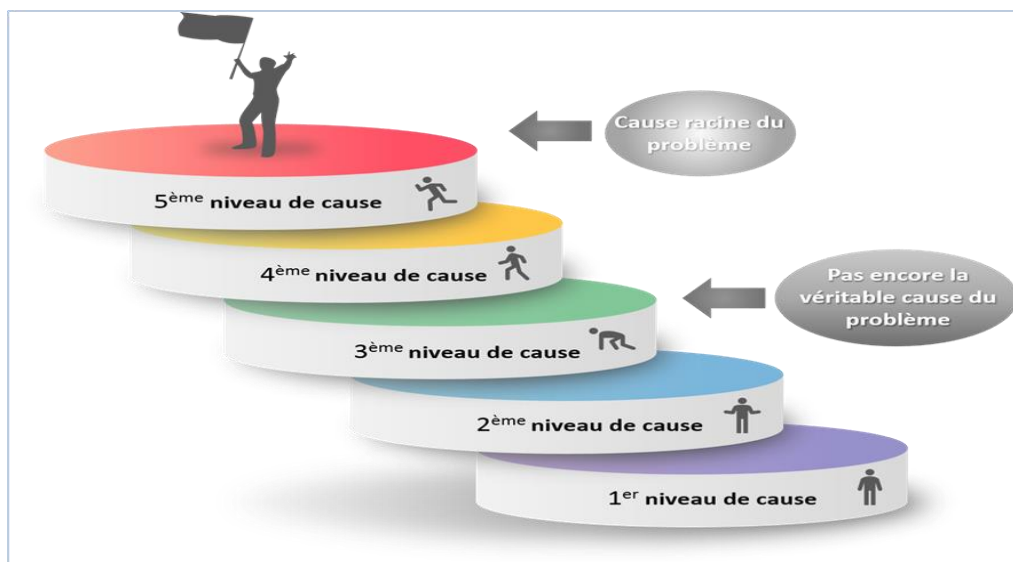 Cause racine du
problème
5ème niveau de cause
4ème niveau de cause
Pas encore la
véritable cause du
problème
3ème niveau de cause
2ème niveau de cause
1er niveau de cause